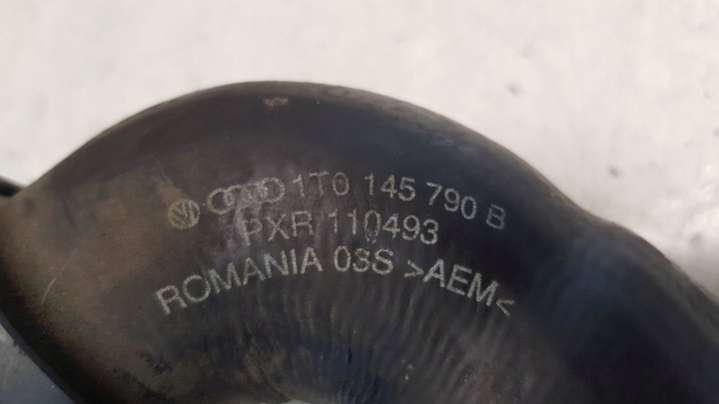 1T0 145 790 B
PXR 110493
ROMANIA 03S >AEM<